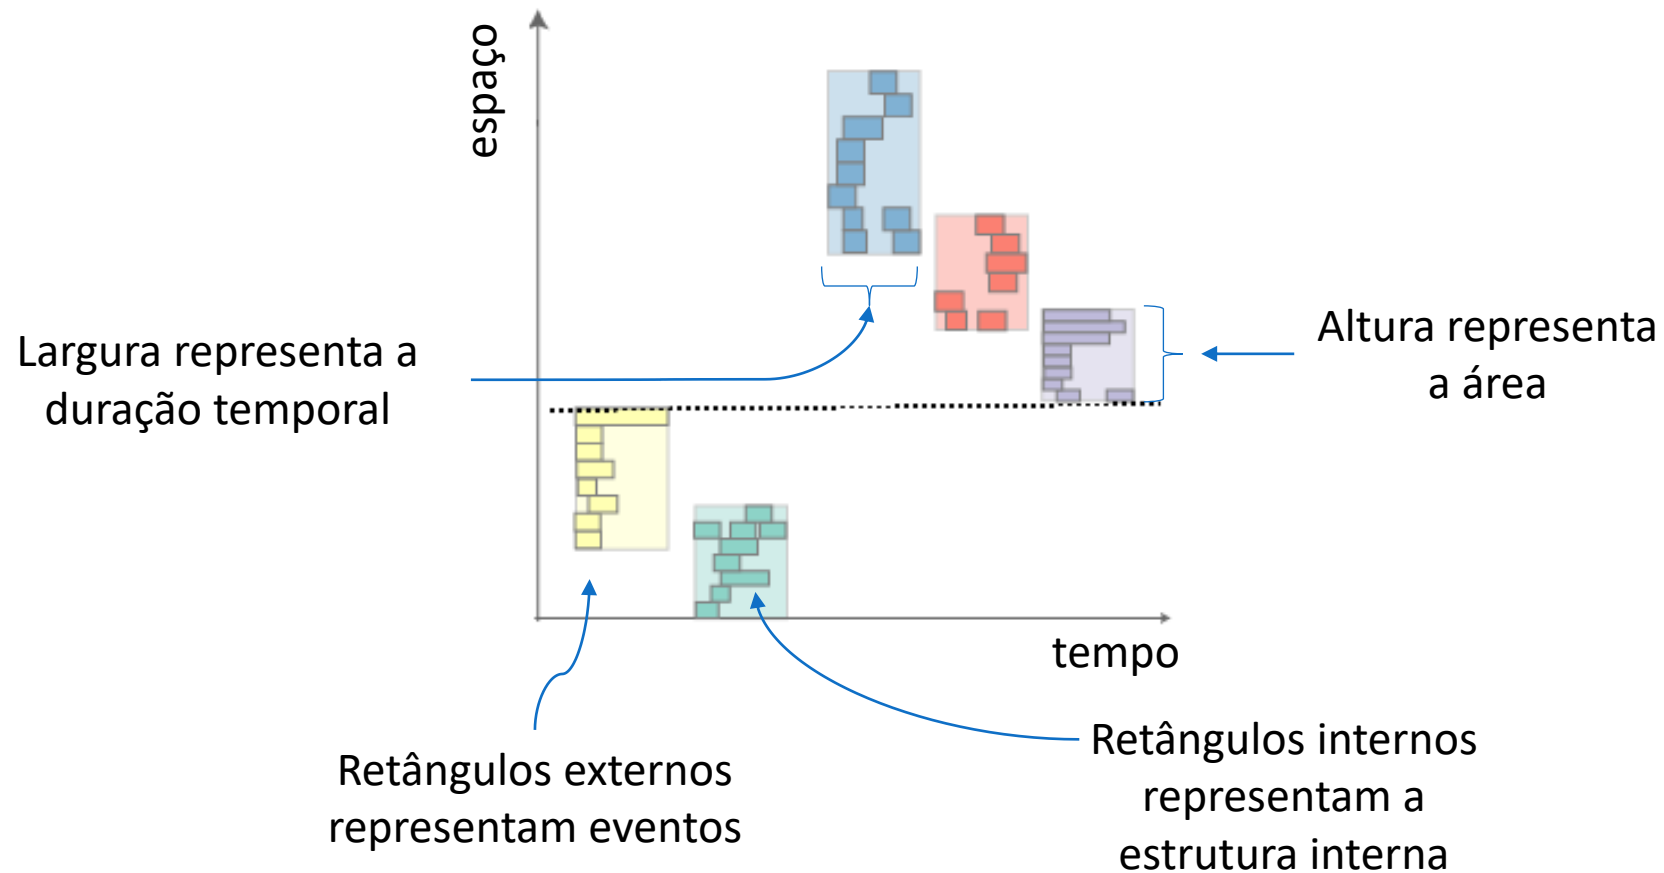 espaço
Largura representa a
duração temporal
Altura representa
a área
tempo
Retângulos externos
representam eventos
Retângulos internos
representam a
estrutura interna